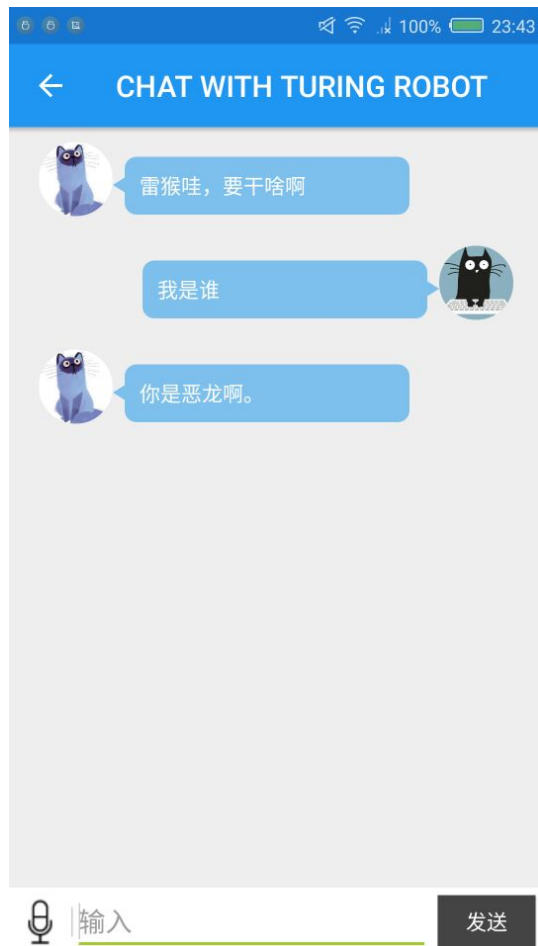 100% 23:43
CHAT WITH TURING ROBOT
雷猴哇，要干啥啊
我是谁
你是恶龙啊。
输入
发送